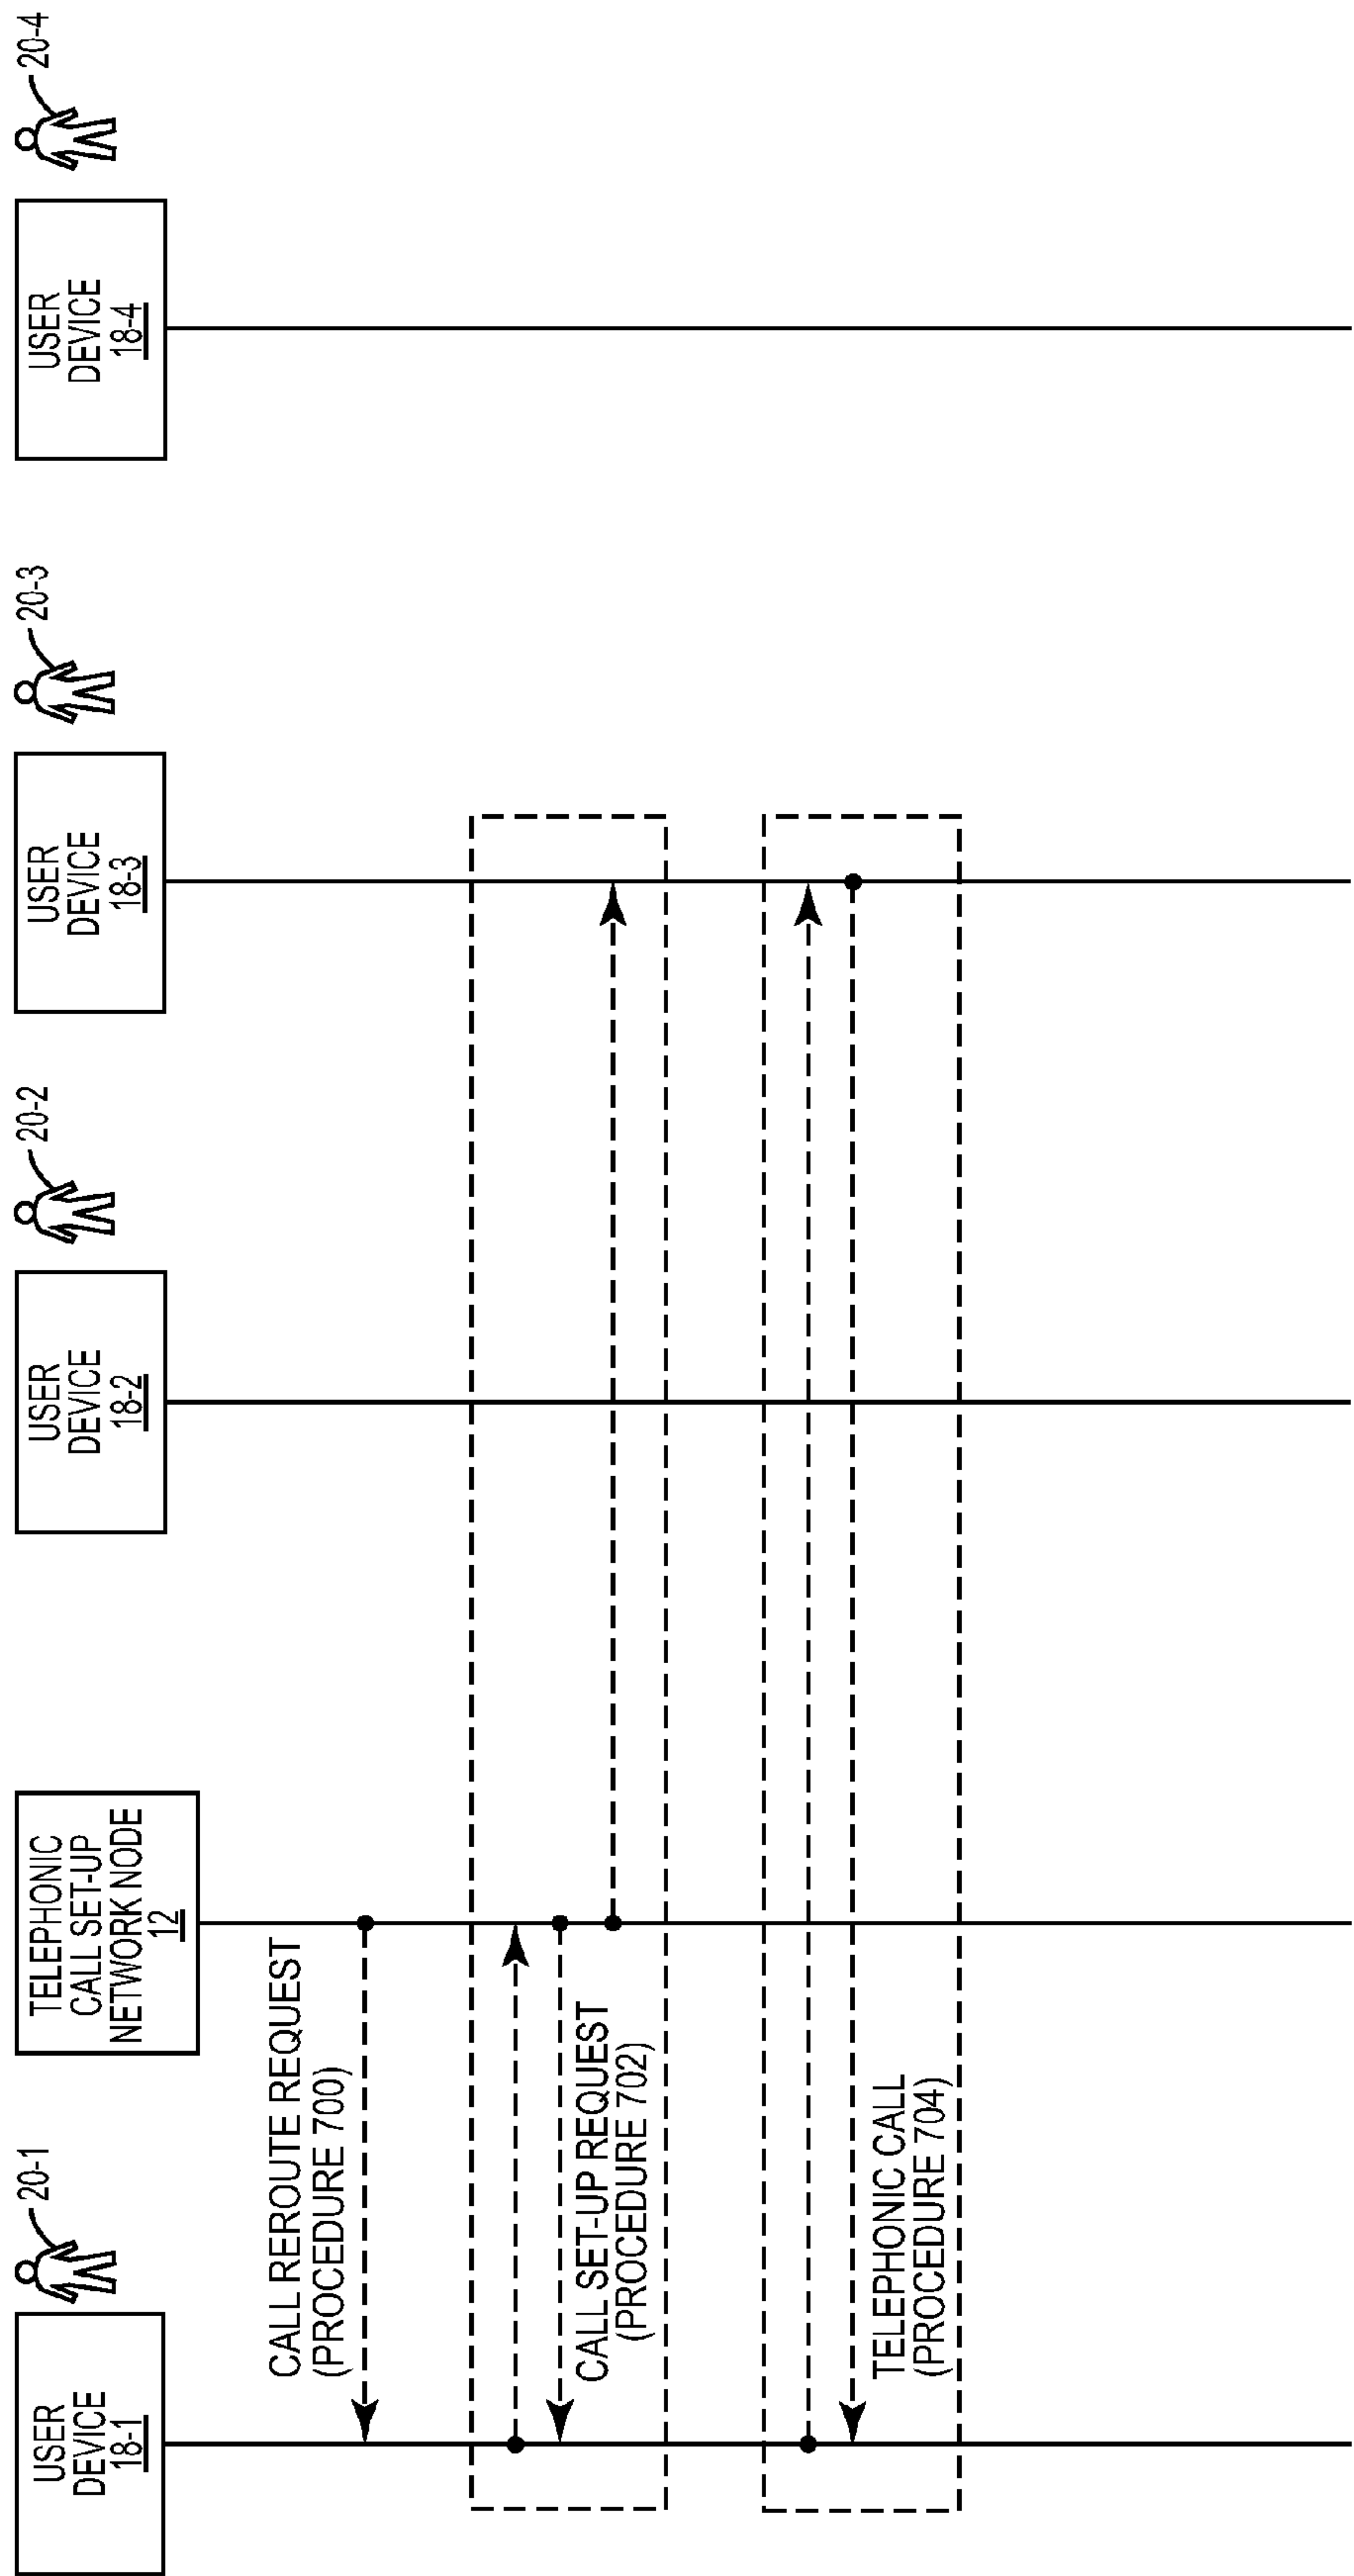 USER
DEVICE
18-1
20-1
TELEPHONIC
CALL SET-UP
NETWORK NODE
12
USER
DEVICE
18-2
20-2
USER
DEVICE
18-3
20-3
USER
DEVICE
18-4
20-4
CALL REROUTE REQUEST
(PROCEDURE 700)
CALL SET-UP REQUEST
(PROCEDURE 702)
TELEPHONIC CALL
(PROCEDURE 704)